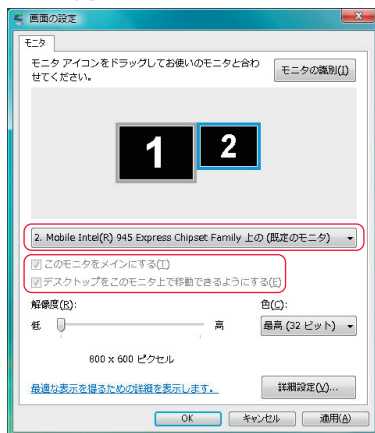 画面の設定
モニタ
モニタ アイコンをドラッグしてお使いのモニタと合わ
せてください。
モニタの識別(I)
1
2
2. Mobile Intel(R) 945 Express Chipset Family 上の (既定のモニタ)
このモニタをメインにする(T)
デスクトップをこのモニタ上で移動できるようにする(E)
解像度(R):
色(C):
低
高
最高 (32 ビット)
800 x 600 ピクセル
最適な表示を得るための詳細を表示します。
詳細設定(V)...
OK
キャンセル
適用(A)